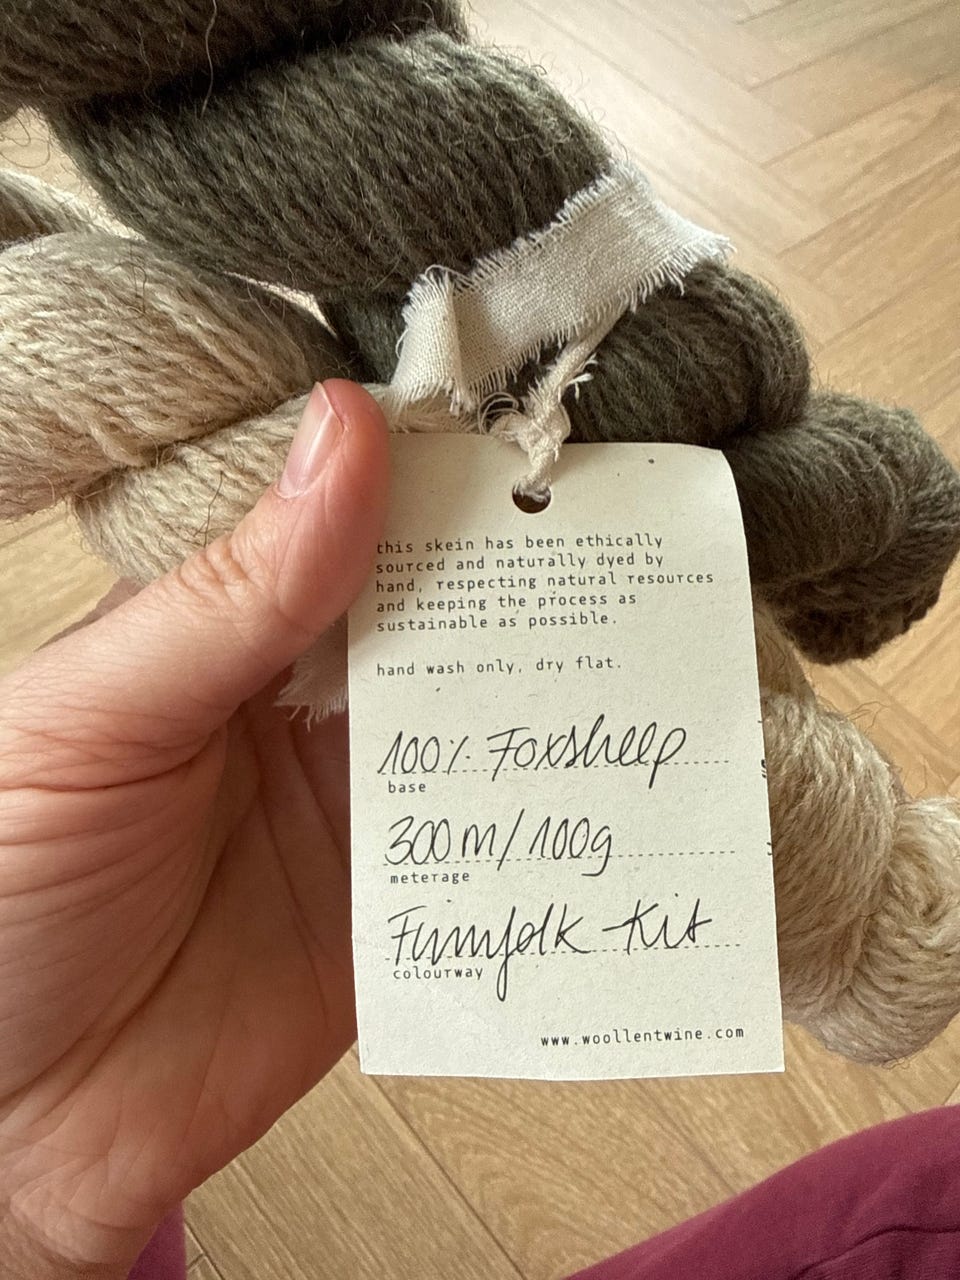 this skein has been ethically
sourced and naturally dyed by
hand, respecting natural resources
and keeping the process as
sustainable as possible.
hand wash only, dry flat.
100% Foxsheep
base
300m/100g
meterage
Finnfolk Kit
colourway
www.woollentwine.com